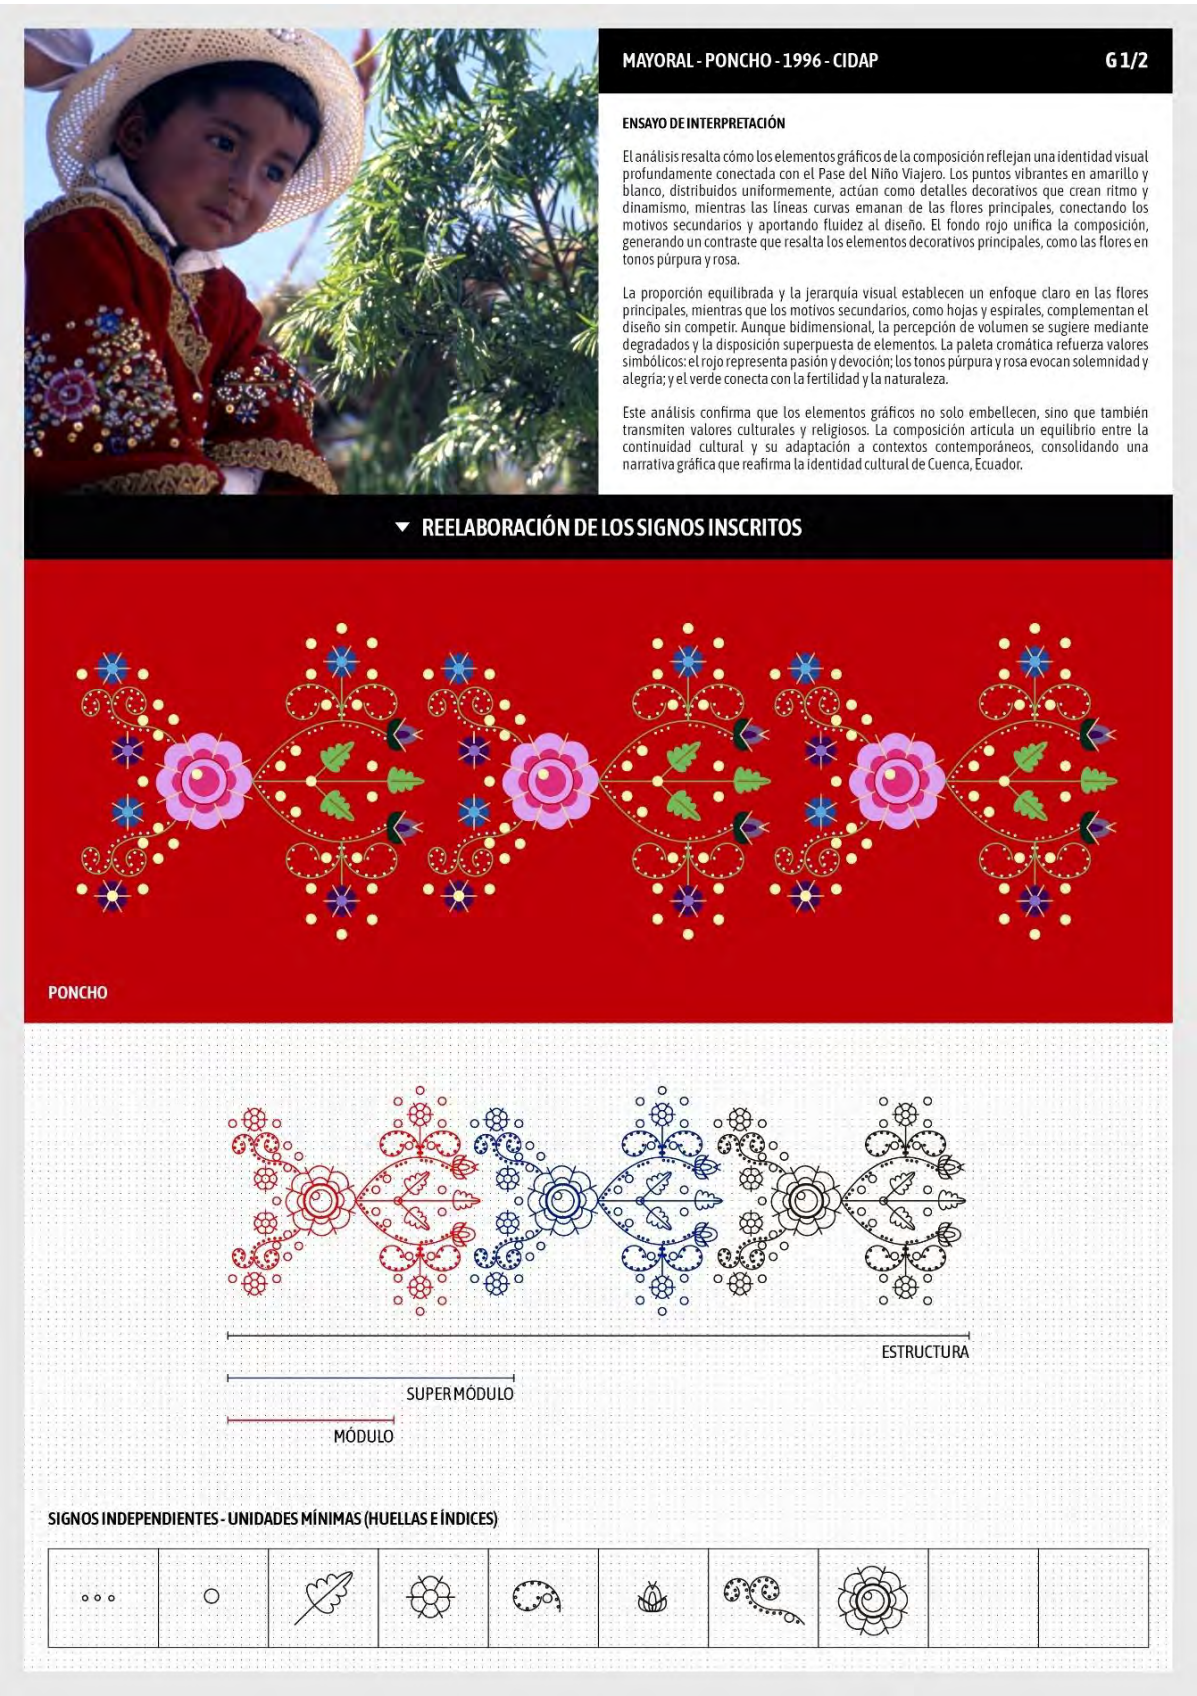 MAYORAL - PONCHO - 1996 - CIDAP
G 1/2
ENSAYO DE INTERPRETACIÓN
El análisis resalta cómo los elementos gráficos de la composición reflejan una identidad visual
profundamente conectada con el Pase del Niño Viajero. Los puntos vibrantes en amarillo y
blanco, distribuidos uniformemente, actúan como detalles decorativos que crean ritmo y
dinamismo, mientras las líneas curvas emanan de las flores principales, conectando los
motivos secundarios y aportando fluidez al diseño. El fondo rojo unifica la composición,
generando un contraste que resalta los elementos decorativos principales, como las flores en
tonos púrpura y rosa.
La proporción equilibrada y la jerarquía visual establecen un enfoque claro en las flores
principales, mientras que los motivos secundarios, como hojas y espirales, complementan el
diseño sin competir. Aunque bidimensional, la percepción de volumen se sugiere mediante
degradados y la disposición superpuesta de elementos. La paleta cromática refuerza valores
simbólicos: el rojo representa pasión y devoción; los tonos púrpura y rosa evocan solemnidad y
alegría; y el verde conecta con la fertilidad y la naturaleza.
Este análisis confirma que los elementos gráficos no solo embellecen, sino que también
transmiten valores culturales y religiosos. La composición articula un equilibrio entre la
continuidad cultural y su adaptación a contextos contemporáneos, consolidando una
narrativa gráfica que reafirma la identidad cultural de Cuenca, Ecuador.
REELABORACIÓN DE LOS SIGNOS INSCRITOS
PONCHO
ESTRUCTURA
SUPER MÓDULO
MÓDULO
SIGNOS INDEPENDIENTES - UNIDADES MÍNIMAS (HUELLAS E ÍNDICES)